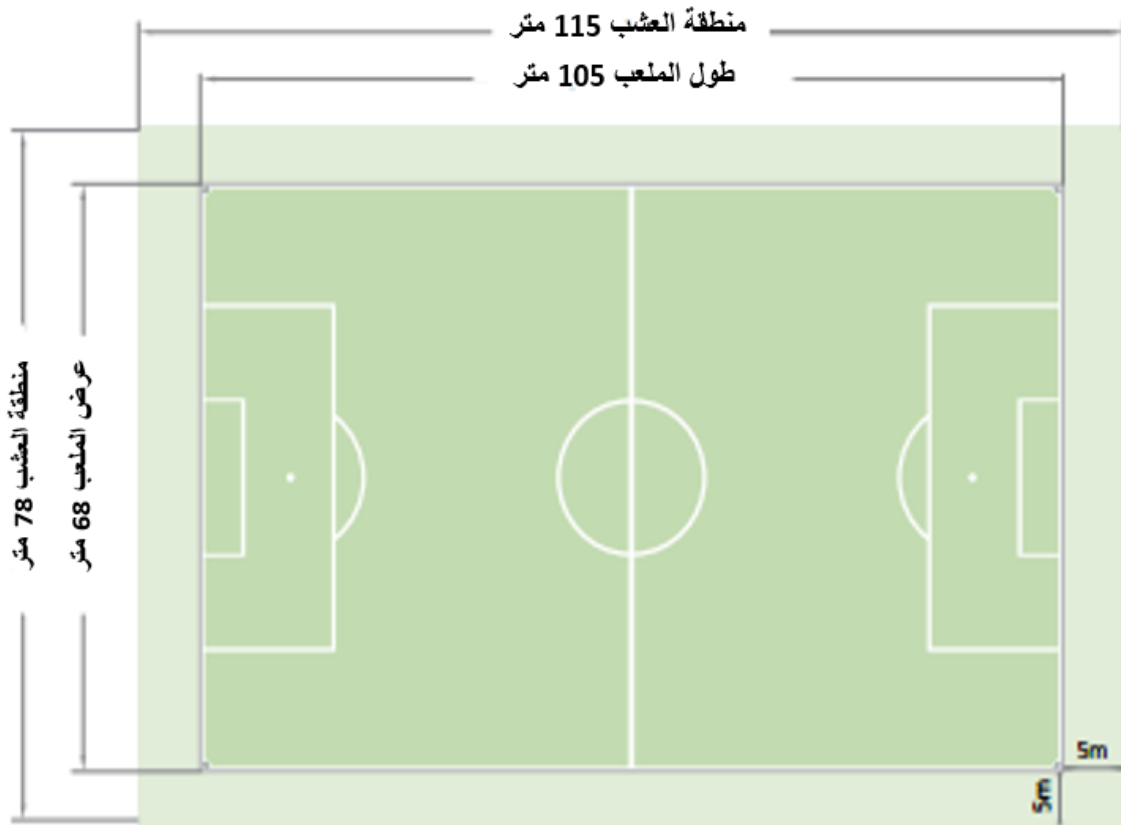 منطقة العشب 115 متر
طول الملعب 105 متر
منطقة العشب 78 متر
عرض الملعب 68 متر
5m
5m